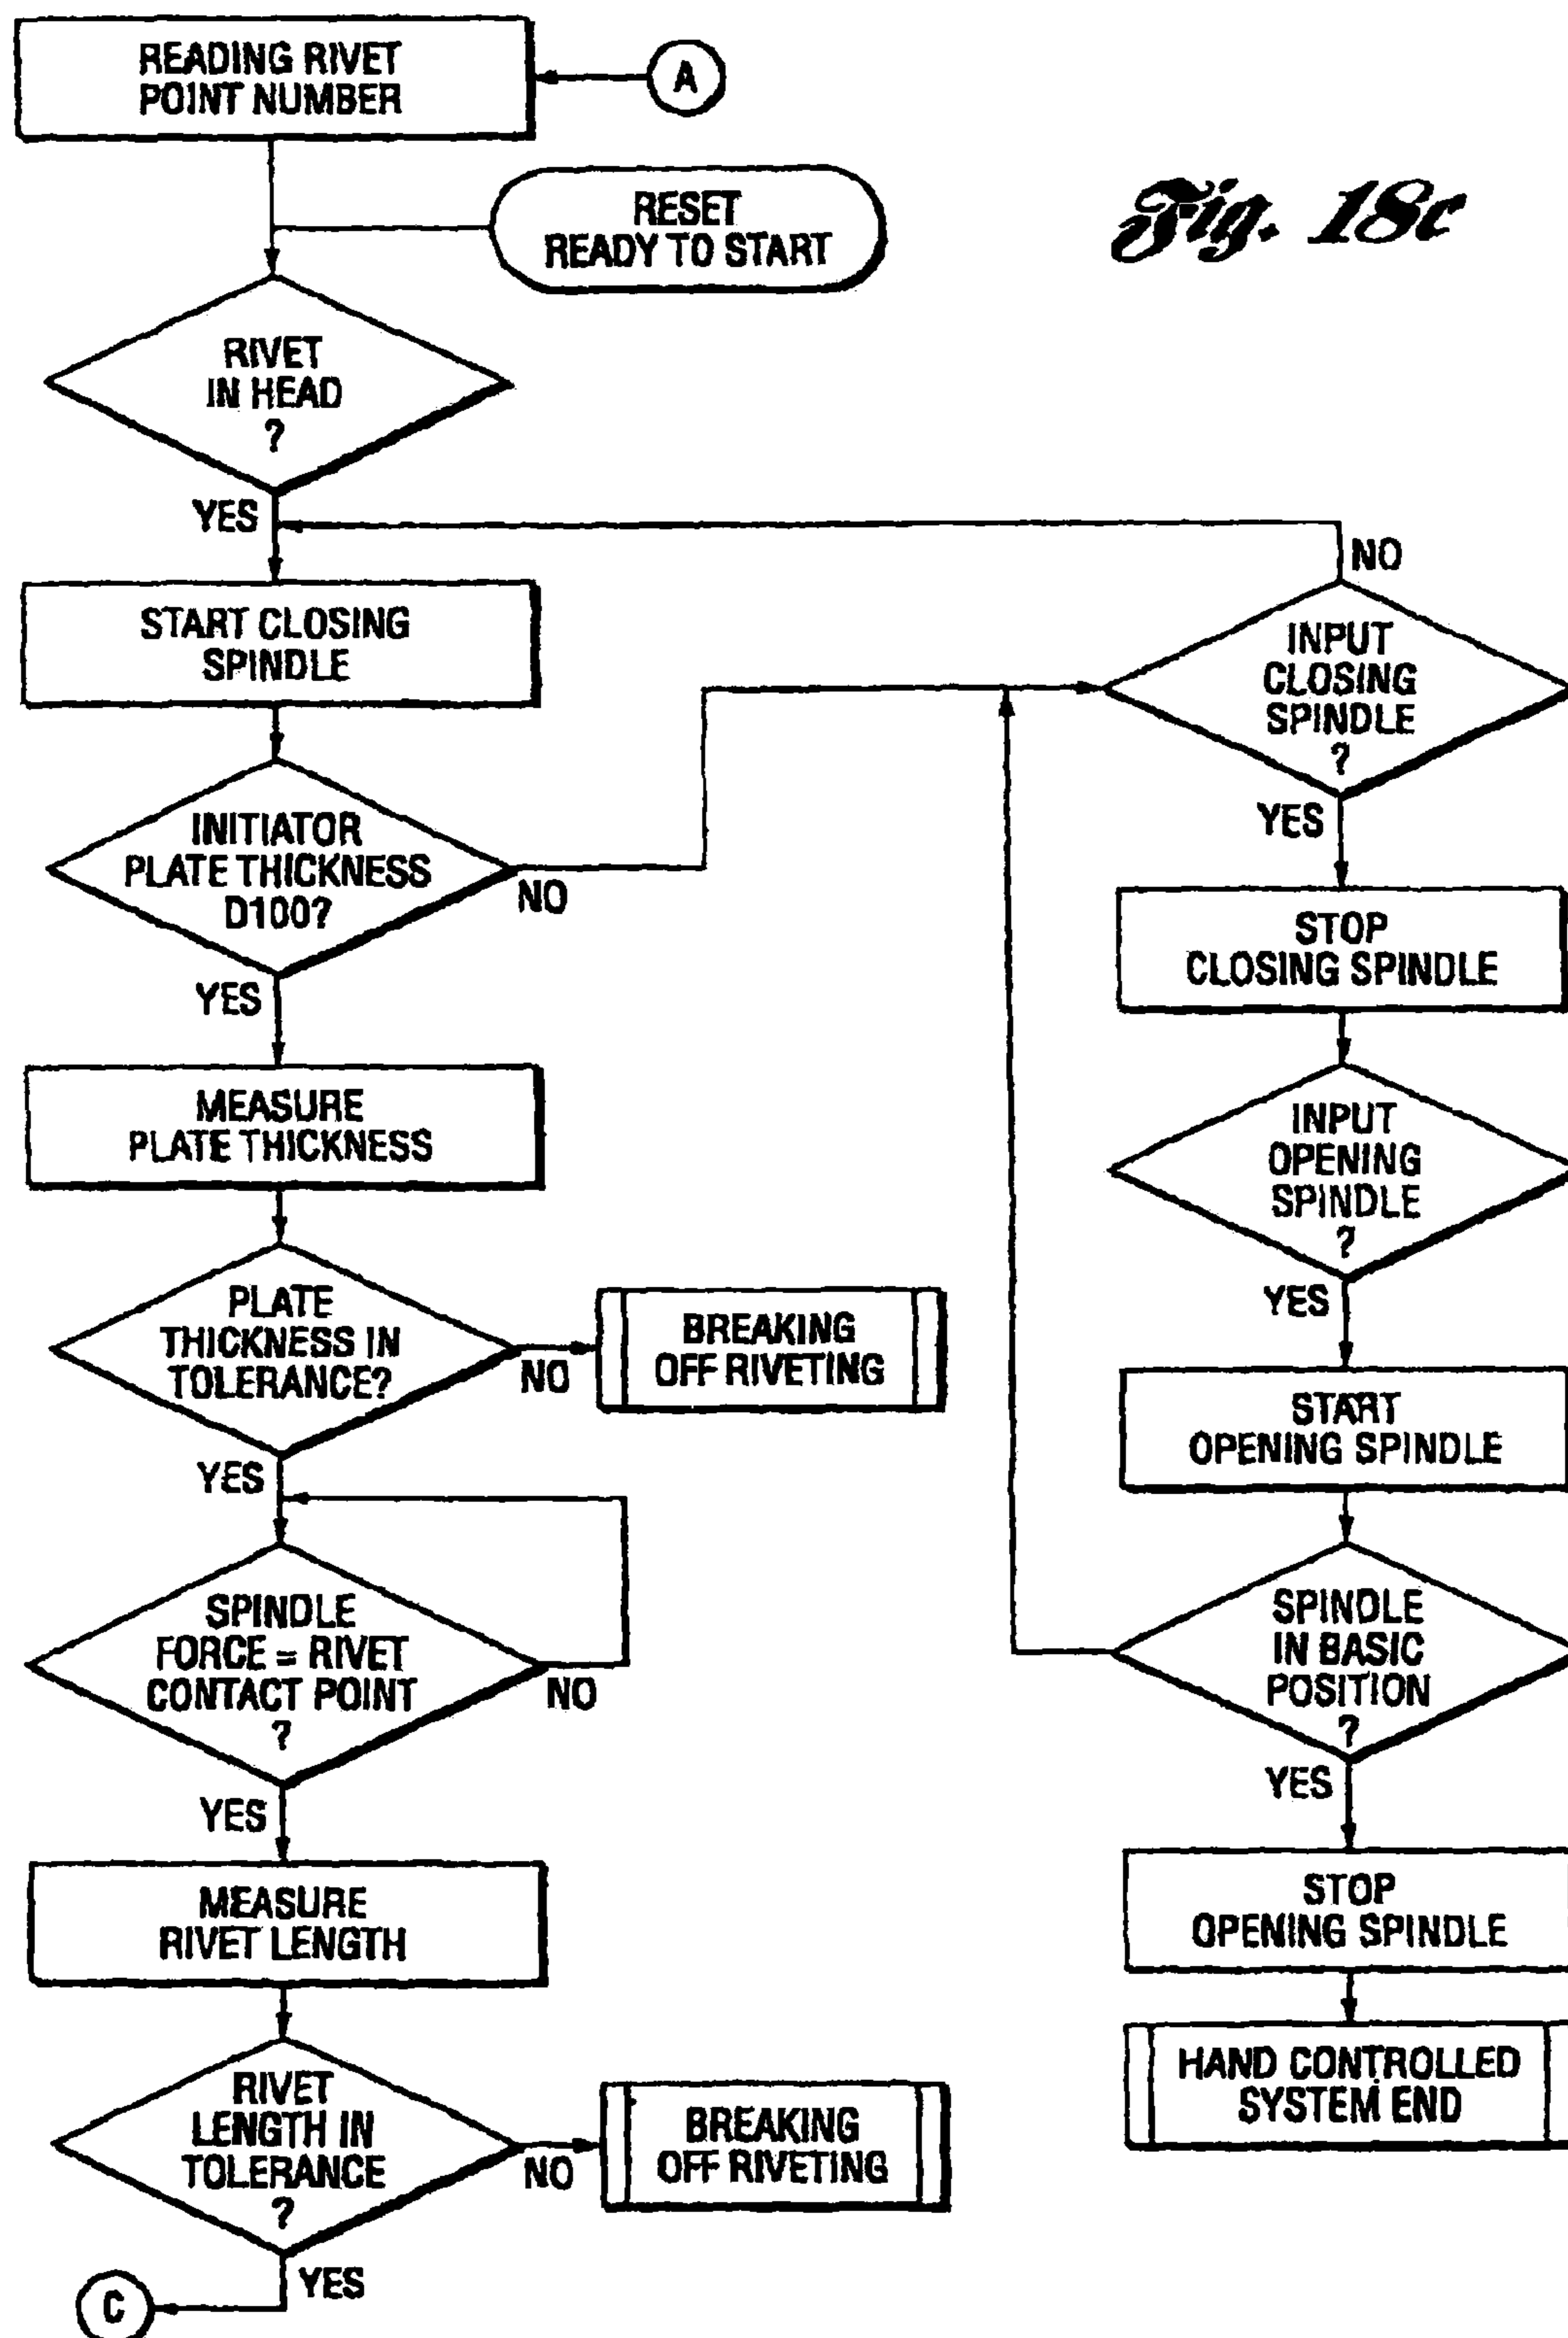 READING RIVET
POINT NUMBER
A
RESET
READY TO START
Fig. 18c
RIVET
IN HEAD
?
YES
START CLOSING
SPINDLE
INITIATOR
PLATE THICKNESS
D100?
NO
YES
MEASURE
PLATE THICKNESS
PLATE
THICKNESS IN
TOLERANCE?
NO
BREAKING
OFF RIVETING
YES
SPINDLE
FORCE = RIVET
CONTACT POINT
?
NO
YES
MEASURE
RIVET LENGTH
RIVET
LENGTH IN
TOLERANCE
?
NO
BREAKING
OFF RIVETING
YES
C
NO
INPUT
CLOSING
SPINDLE
?
YES
STOP
CLOSING SPINDLE
INPUT
OPENING
SPINDLE
?
YES
START
OPENING SPINDLE
SPINDLE
IN BASIC
POSITION
?
YES
STOP
OPENING SPINDLE
HAND CONTROLLED
SYSTEM END